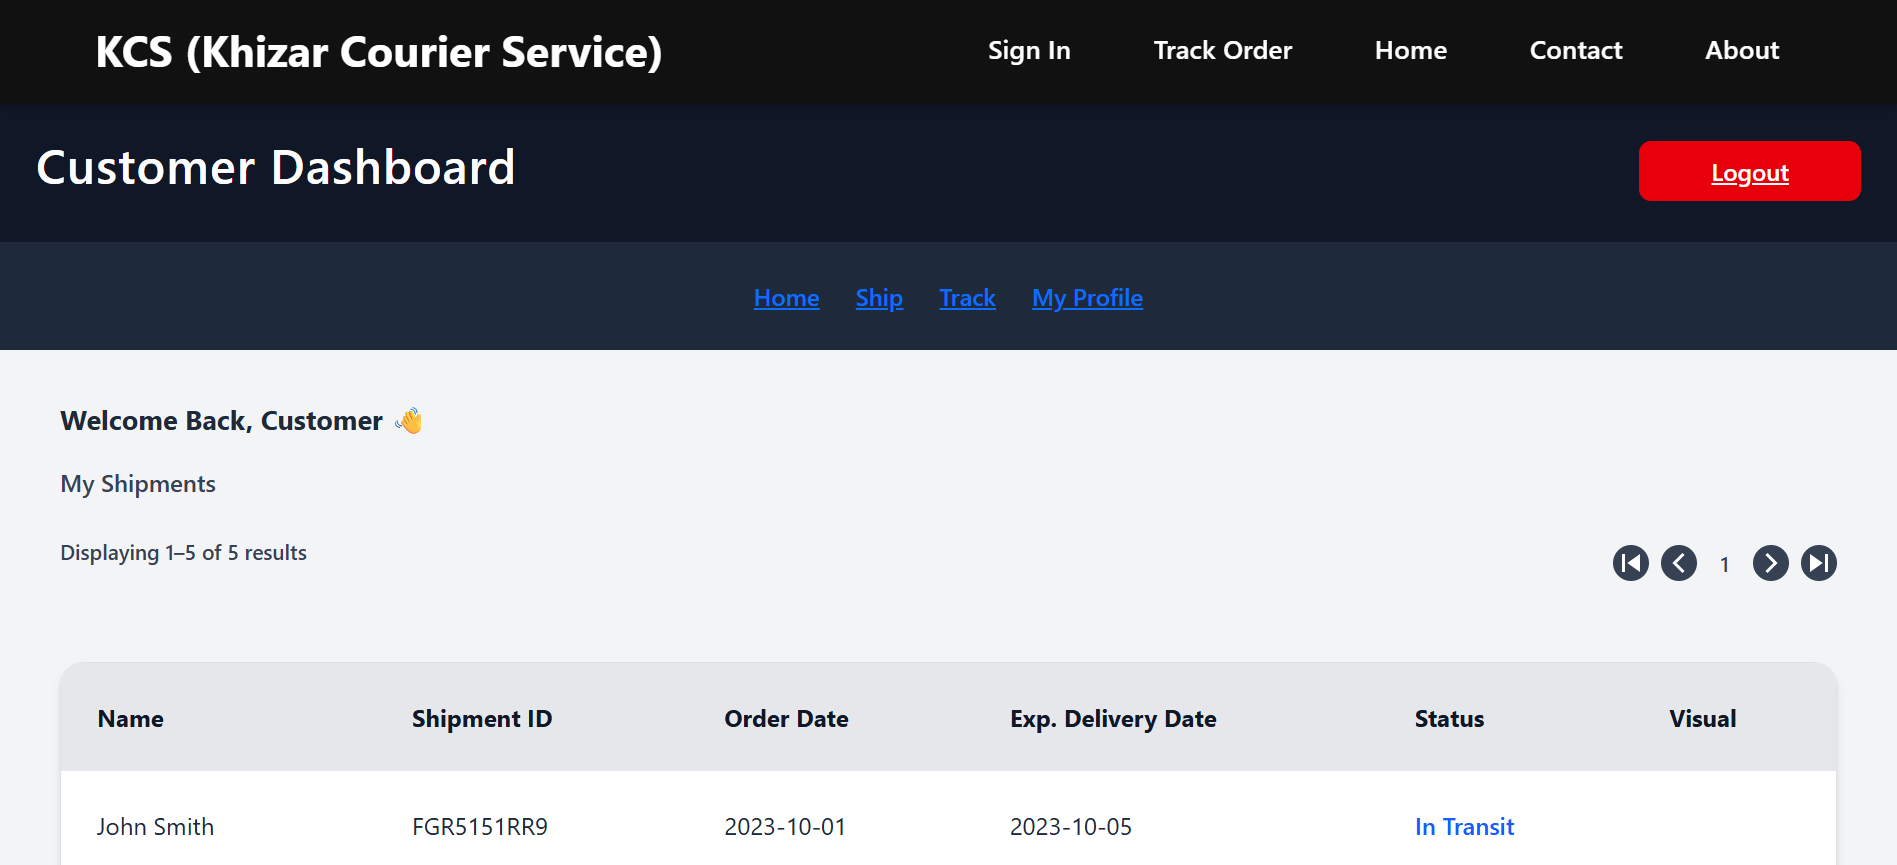 KCS (Khizar Courier Service) Sign In Track Order Home Contact About
Customer Dashboard Logout
Home Ship Track My Profile
Welcome Back, Customer 👋
My Shipments
Displaying 1–5 of 5 results 1
Name Shipment ID Order Date Exp. Delivery Date Status Visual
John Smith FGR5151RR9 2023-10-01 2023-10-05 In Transit